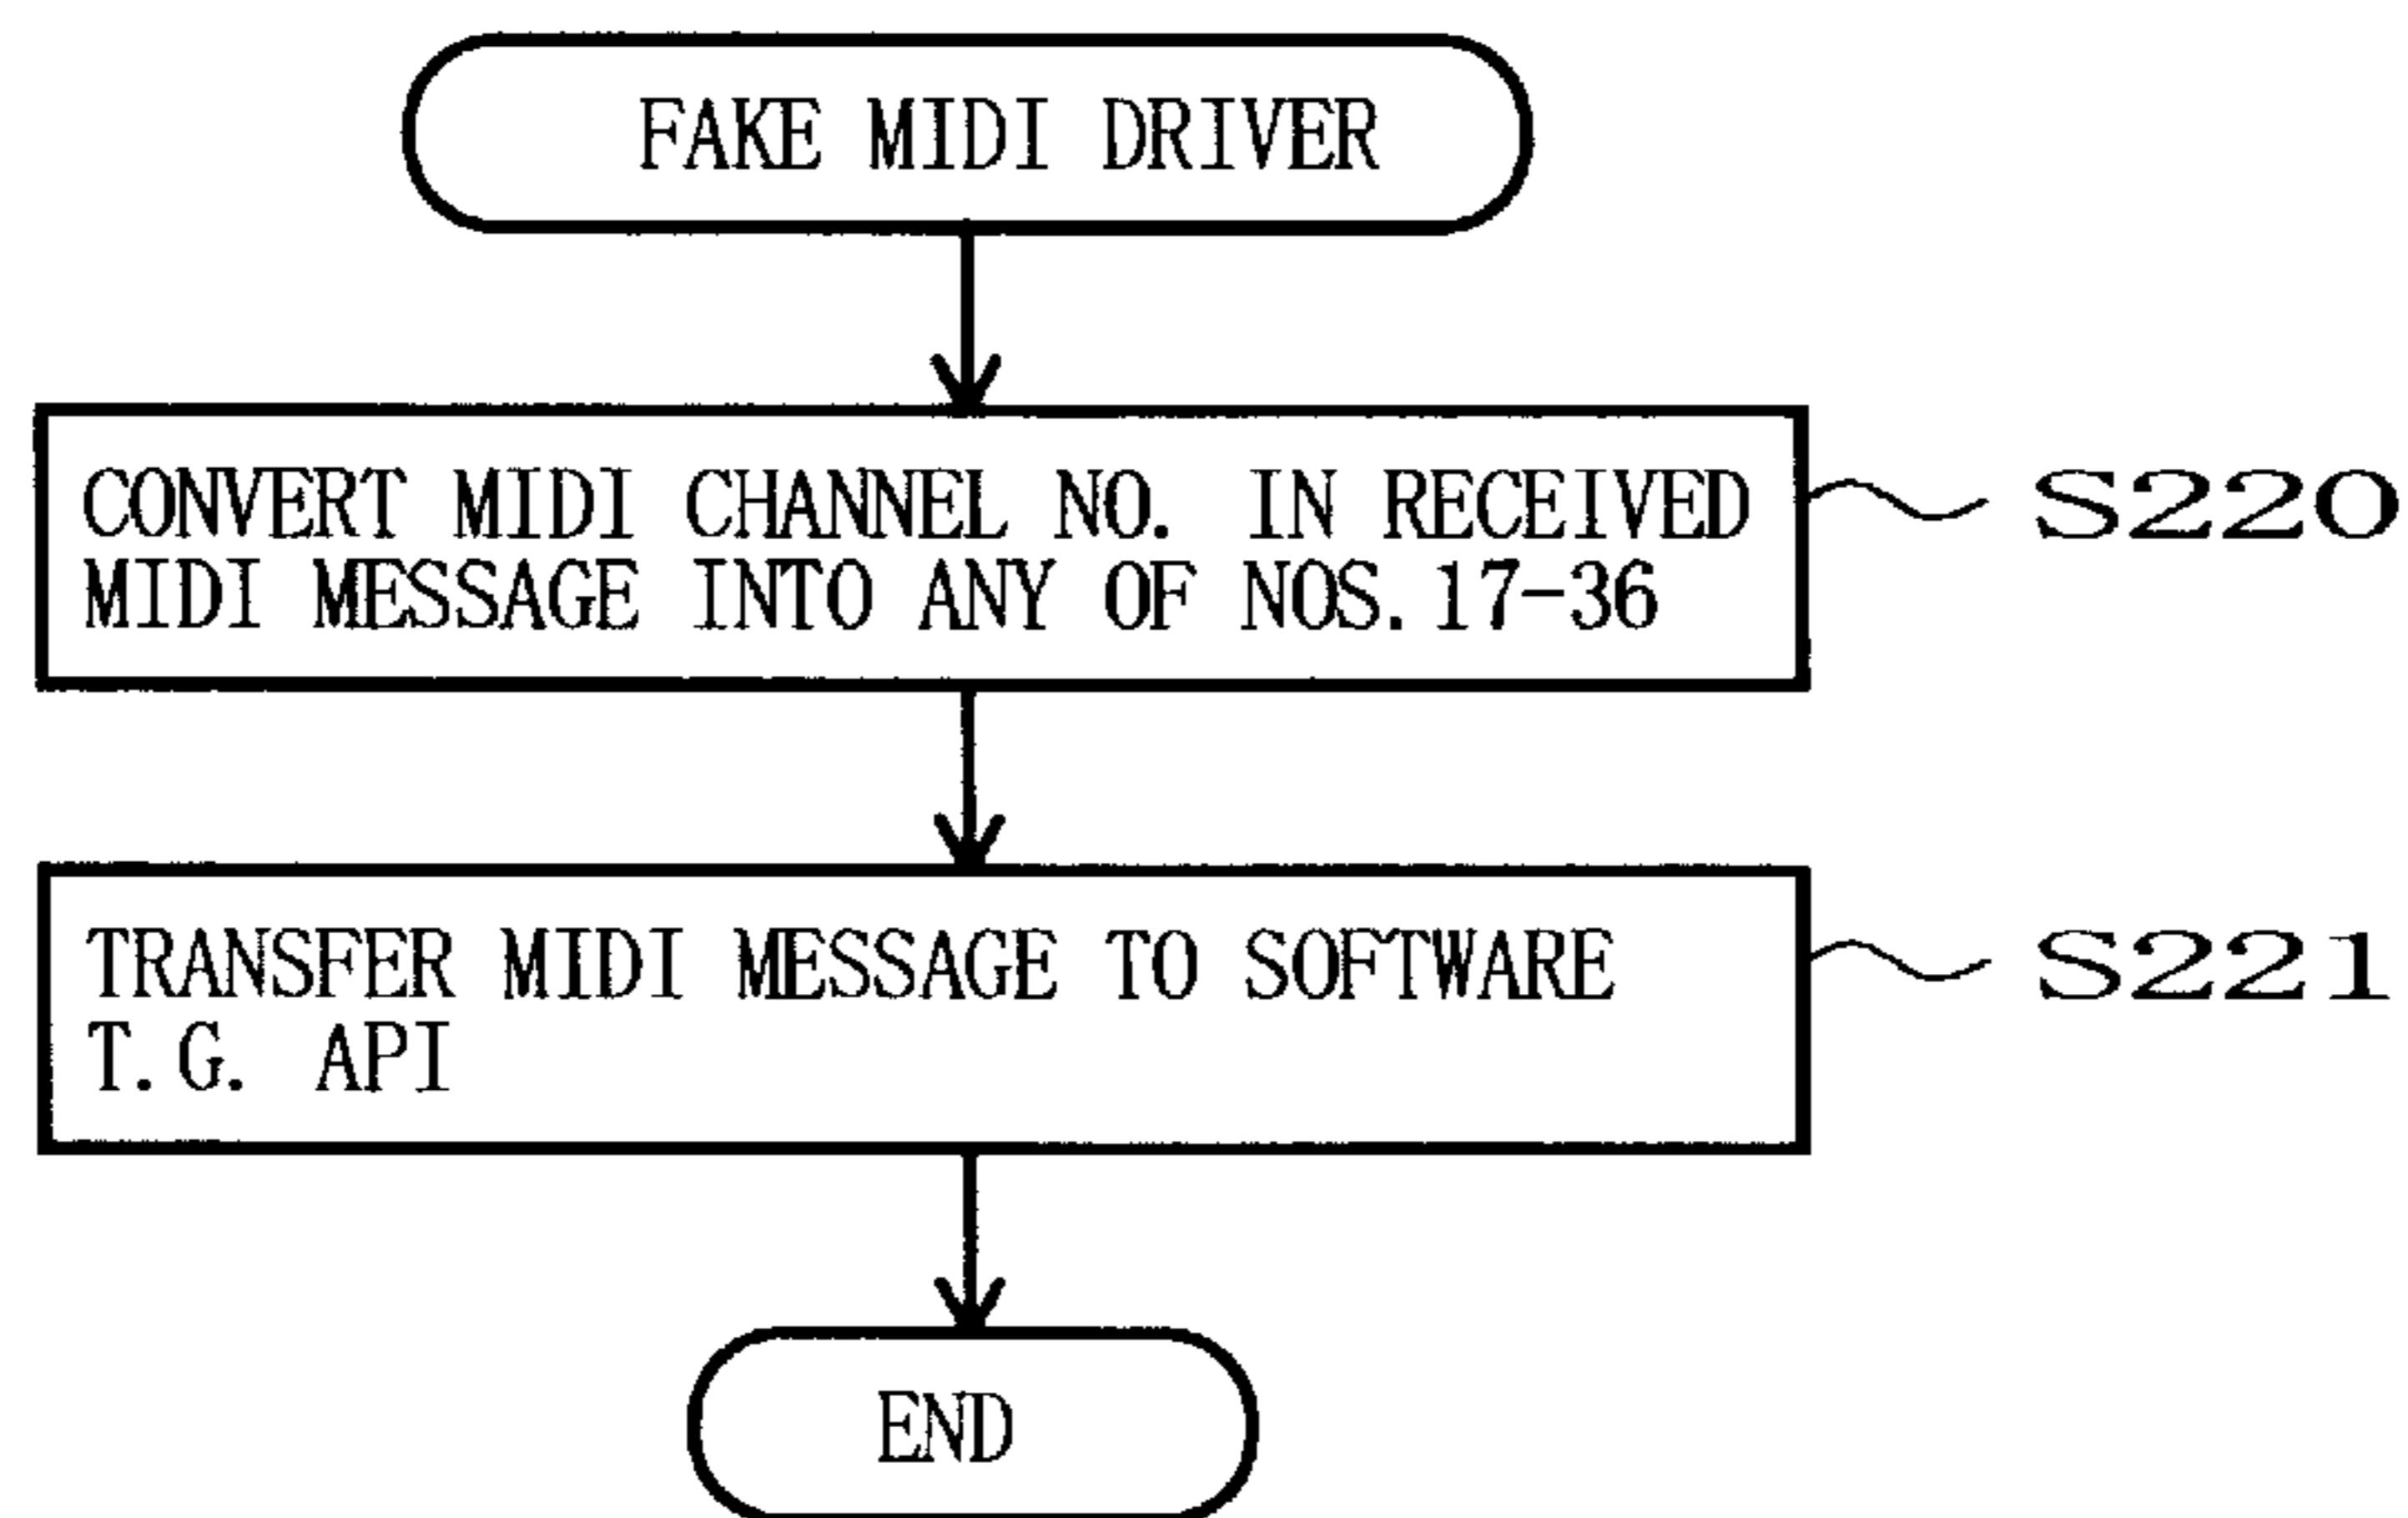 FAKE MIDI DRIVER
CONVERT MIDI CHANNEL NO. IN RECEIVED
MIDI MESSAGE INTO ANY OF NOS.17-36
S220
TRANSFER MIDI MESSAGE TO SOFTWARE
T.G. API
S221
END